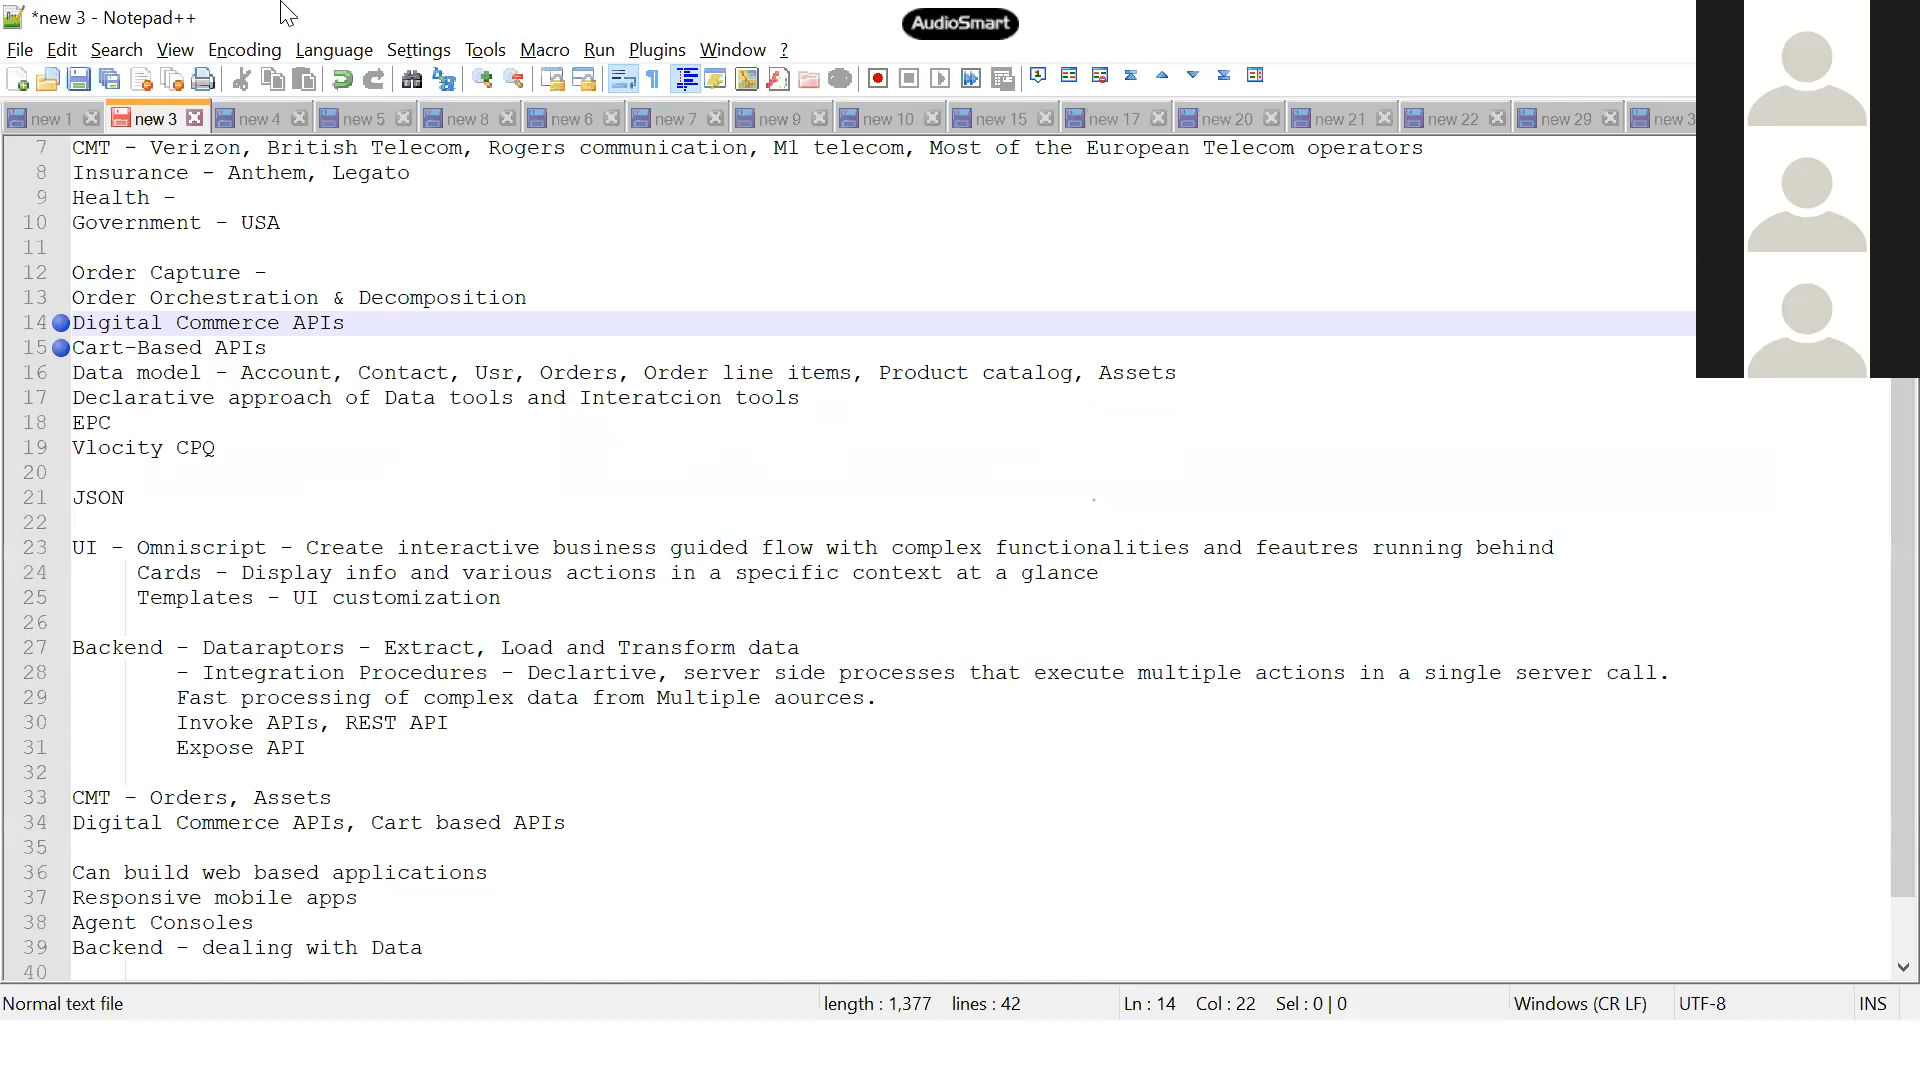 *new 3 - Notepad++
AudioSmart
File Edit Search View Encoding Language Settings Tools Macro Run Plugins Window ?
new 1 new 3 new 4 new 5 new 8 new 6 new 7 new 9 new 10 new 15 new 17 new 20 new 21 new 22 new 29 new 3
7 CMT - Verizon, British Telecom, Rogers communication, M1 telecom, Most of the European Telecom operators
8 Insurance - Anthem, Legato
9 Health -
10 Government - USA
11
12 Order Capture -
13 Order Orchestration & Decomposition
14 Digital Commerce APIs
15 Cart-Based APIs
16 Data model - Account, Contact, Usr, Orders, Order line items, Product catalog, Assets
17 Declarative approach of Data tools and Interatcion tools
18 EPC
19 Vlocity CPQ
20
21 JSON
22
23 UI - Omniscript - Create interactive business guided flow with complex functionalities and feautres running behind
24 Cards - Display info and various actions in a specific context at a glance
25 Templates - UI customization
26
27 Backend - Dataraptors - Extract, Load and Transform data
28 - Integration Procedures - Declartive, server side processes that execute multiple actions in a single server call.
29 Fast processing of complex data from Multiple aources.
30 Invoke APIs, REST API
31 Expose API
32
33 CMT - Orders, Assets
34 Digital Commerce APIs, Cart based APIs
35
36 Can build web based applications
37 Responsive mobile apps
38 Agent Consoles
39 Backend - dealing with Data
40
Normal text file length : 1,377 lines : 42 Ln : 14 Col : 22 Sel : 0 | 0 Windows (CR LF) UTF-8 INS